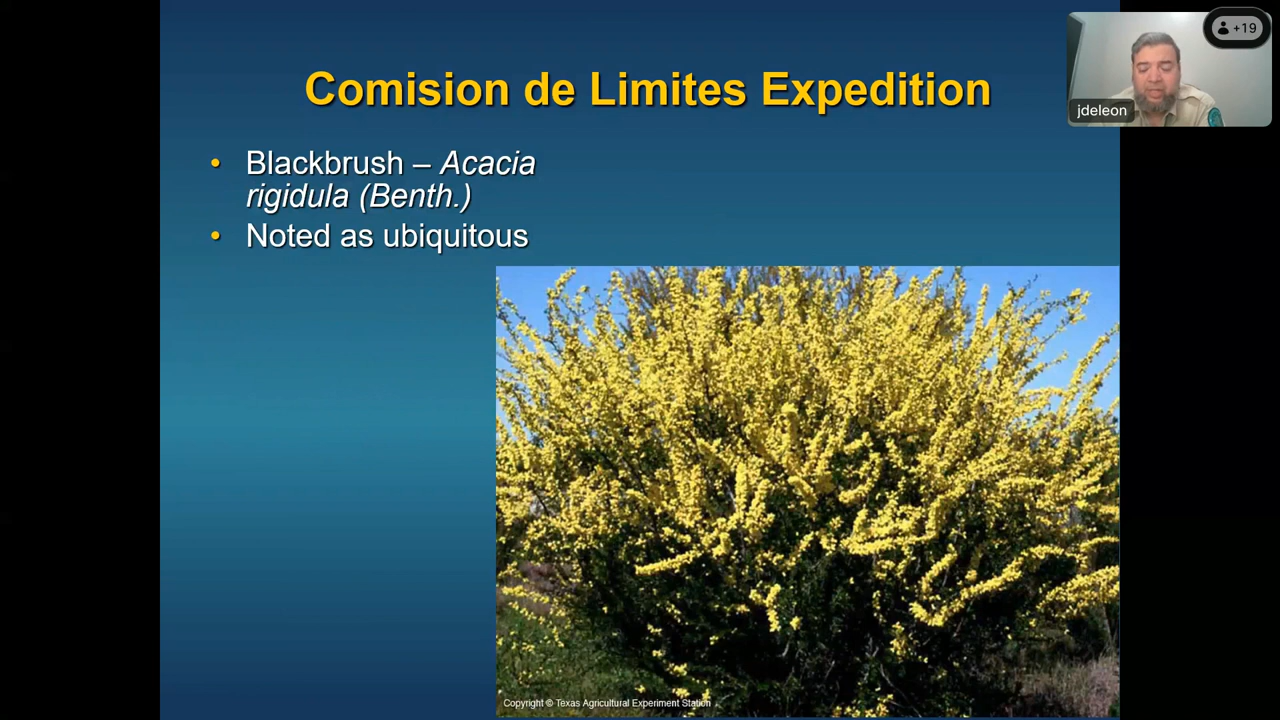 Comision de Limites Expedition
• Blackbrush – Acacia
rigidula (Benth.)
• Noted as ubiquitous
Copyright © Texas Agricultural Experiment Station
+19
jdeleon